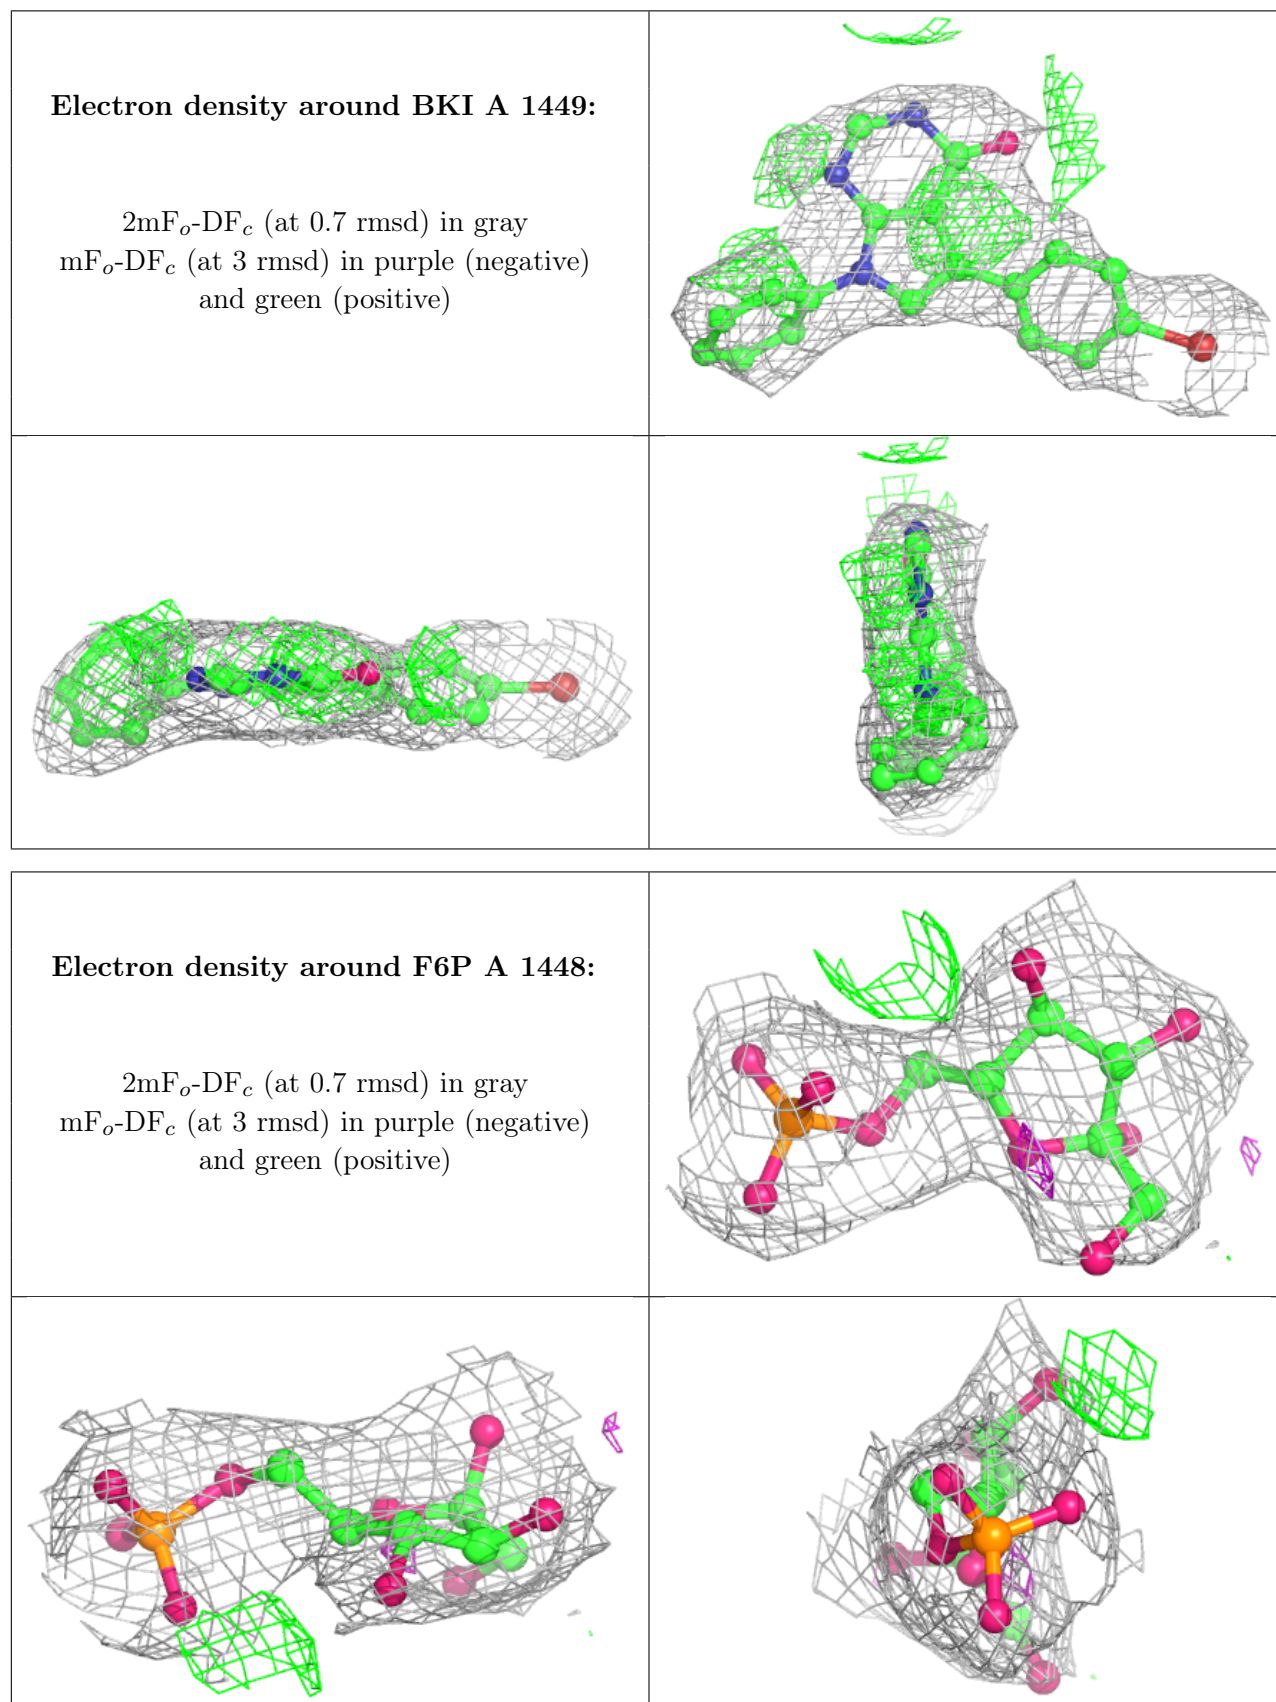 Electron density around BKI A 1449:
2mFo-DFc (at 0.7 rmsd) in gray
mFo-DFc (at 3 rmsd) in purple (negative)
and green (positive)
Electron density around F6P A 1448:
2mFo-DFc (at 0.7 rmsd) in gray
mFo-DFc (at 3 rmsd) in purple (negative)
and green (positive)